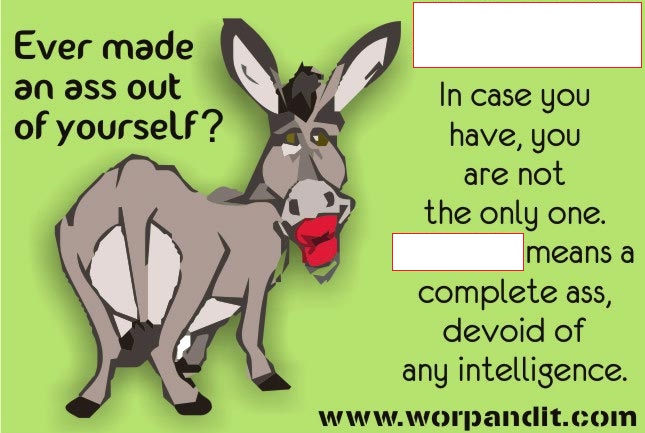 Ever made
an ass out
of yourself?
In case you
have, you
are not
the only one.
means a
complete ass,
devoid of
any intelligence.
www.worpandit.com